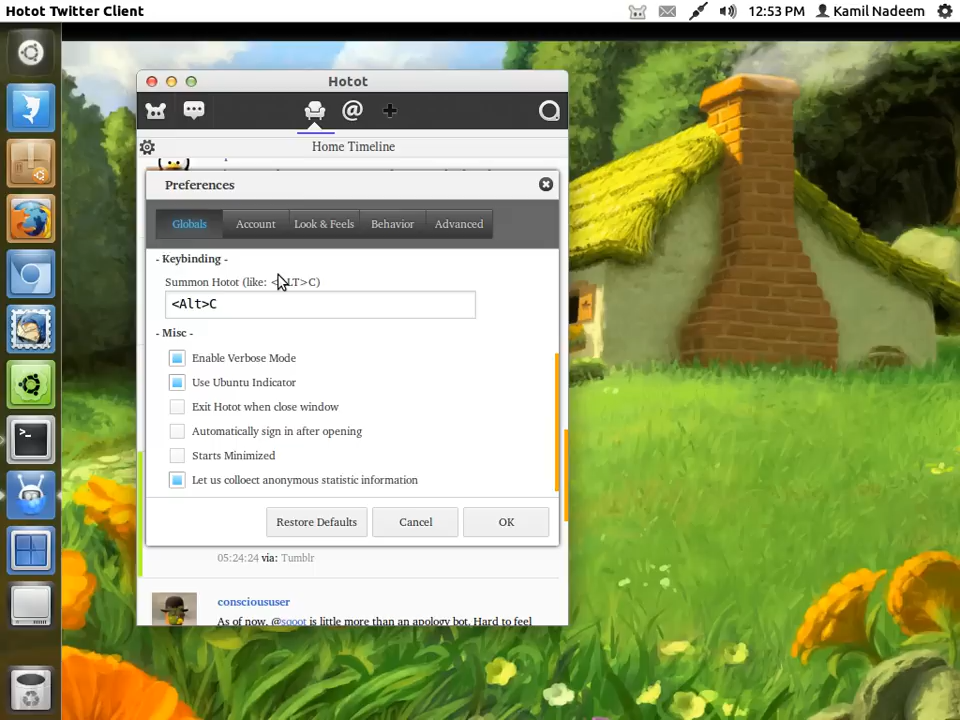 Hotot Twitter Client
12:53 PM
Kamil Nadeem
Hotot
@
Home Timeline
Preferences
Globals
Account
Look & Feels
Behavior
Advanced
- Keybinding -
Summon Hotot (like: <ALT>C)
<Alt>C
- Misc -
Enable Verbose Mode
Use Ubuntu Indicator
Exit Hotot when close window
Automatically sign in after opening
Starts Minimized
Let us colloect anonymous statistic information
Restore Defaults
Cancel
OK
05:24:24 via: Tumblr
conscioususer
As of now, @sqoot is little more than an apology bot. Hard to feel